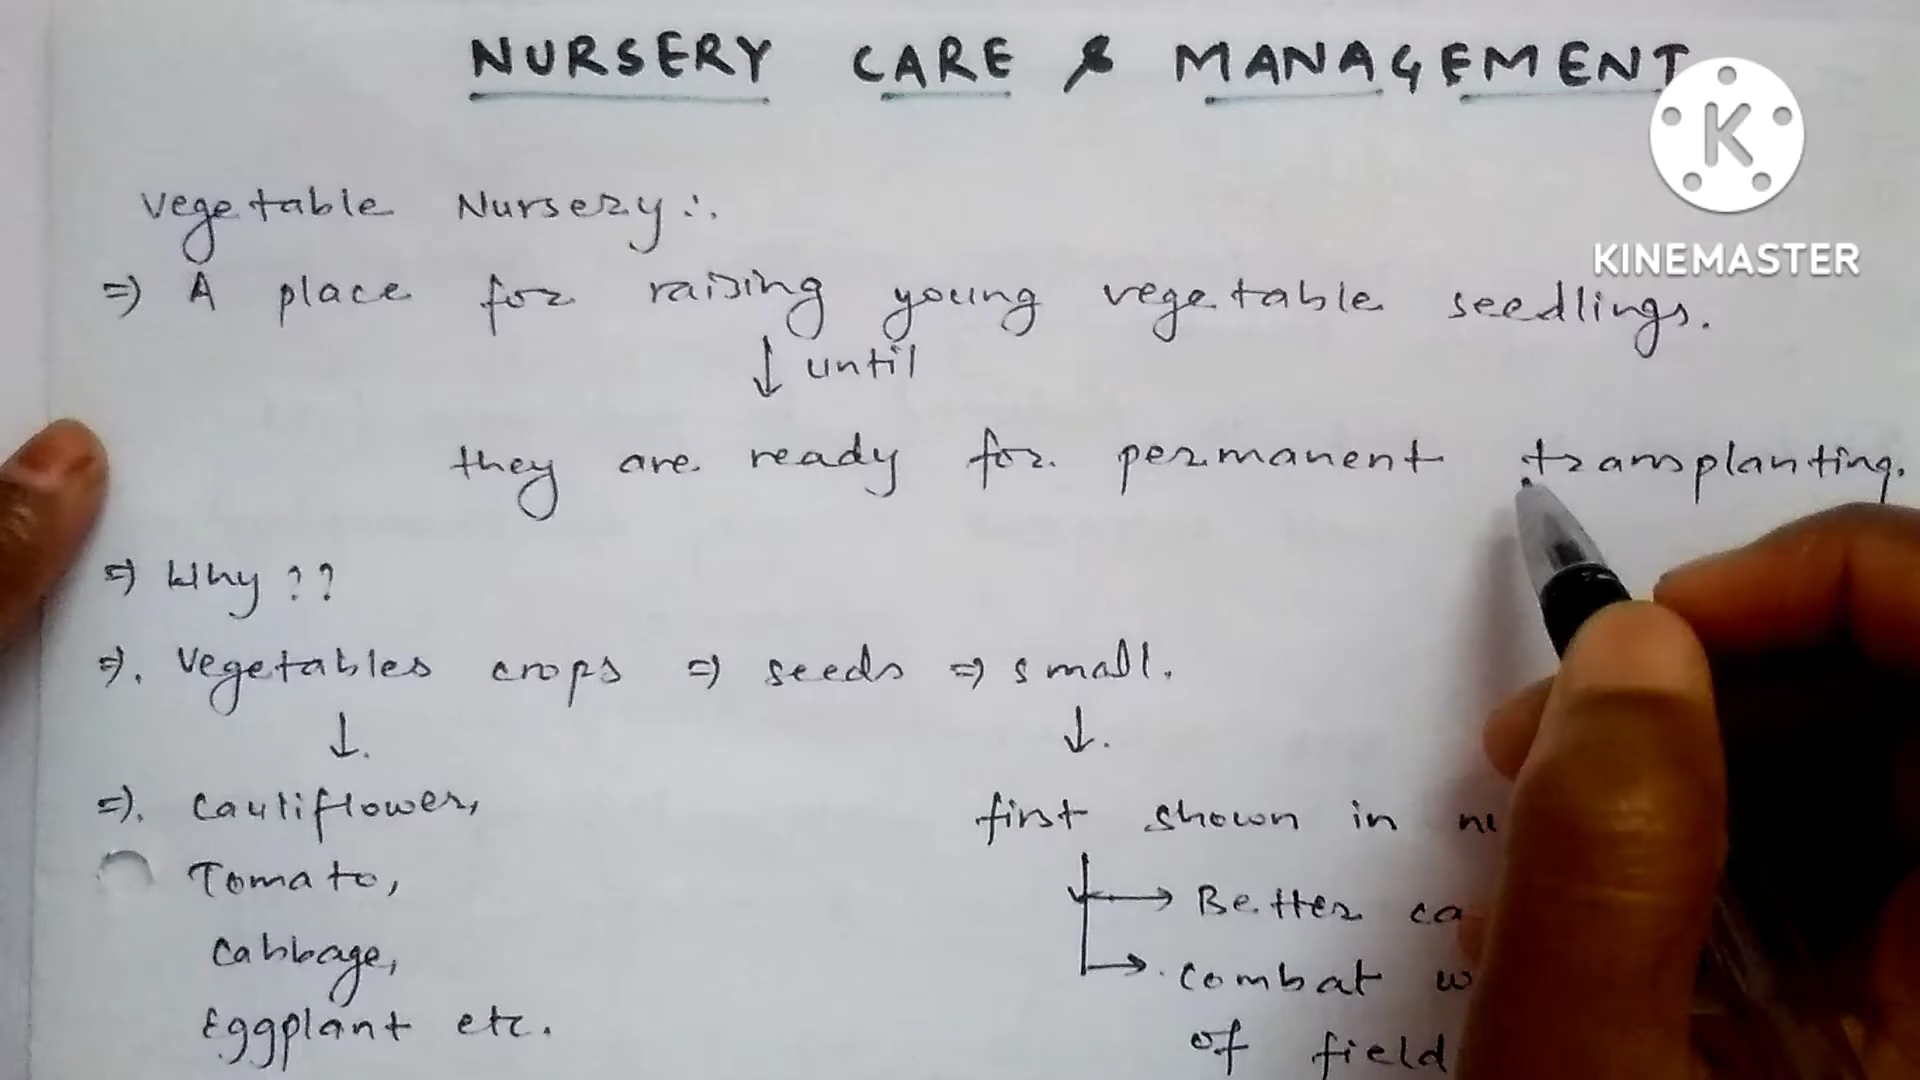 NURSERY CARE & MANAGEMENT
KINEMASTER
Vegetable Nursery :.
⇒ A place for raising young vegetable seedlings.
↓ until
they are ready for permanent transplanting.
⇒ Why ??
⇒. Vegetables crops ⇒ seeds ⇒ small.
↓. ↓.
⇒). Cauliflower, first shown in
Tomato, → Better
Cabbage, →. Combat
Eggplant etc. of field